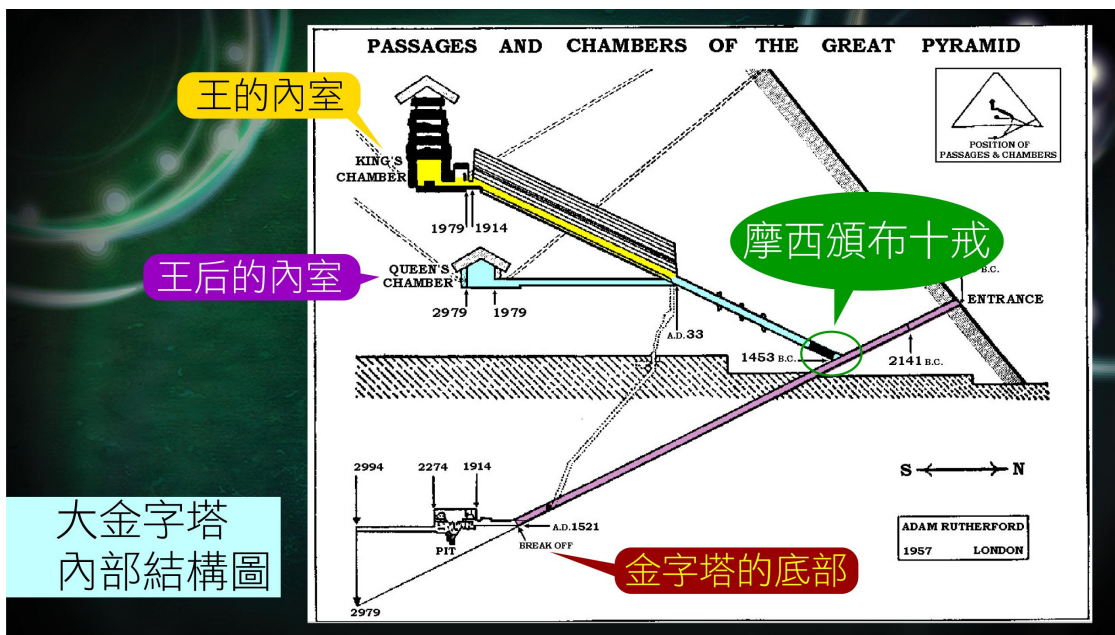 PASSAGES AND CHAMBERS OF THE GREAT PYRAMID
王的內室
KING'S
CHAMBER
POSITION OF
PASSAGES & CHAMBERS
1979 1914
摩西頒布十戒
王后的內室
QUEEN'S
CHAMBER
B.C.
ENTRANCE
2979 1979
A.D.33
1453 B.C.
2141 B.C.
2994 2274 1914
S N
大金字塔
內部結構圖
PIT
A.D.1521
BREAK OFF
金字塔的底部
ADAM RUTHERFORD
1957 LONDON
2979